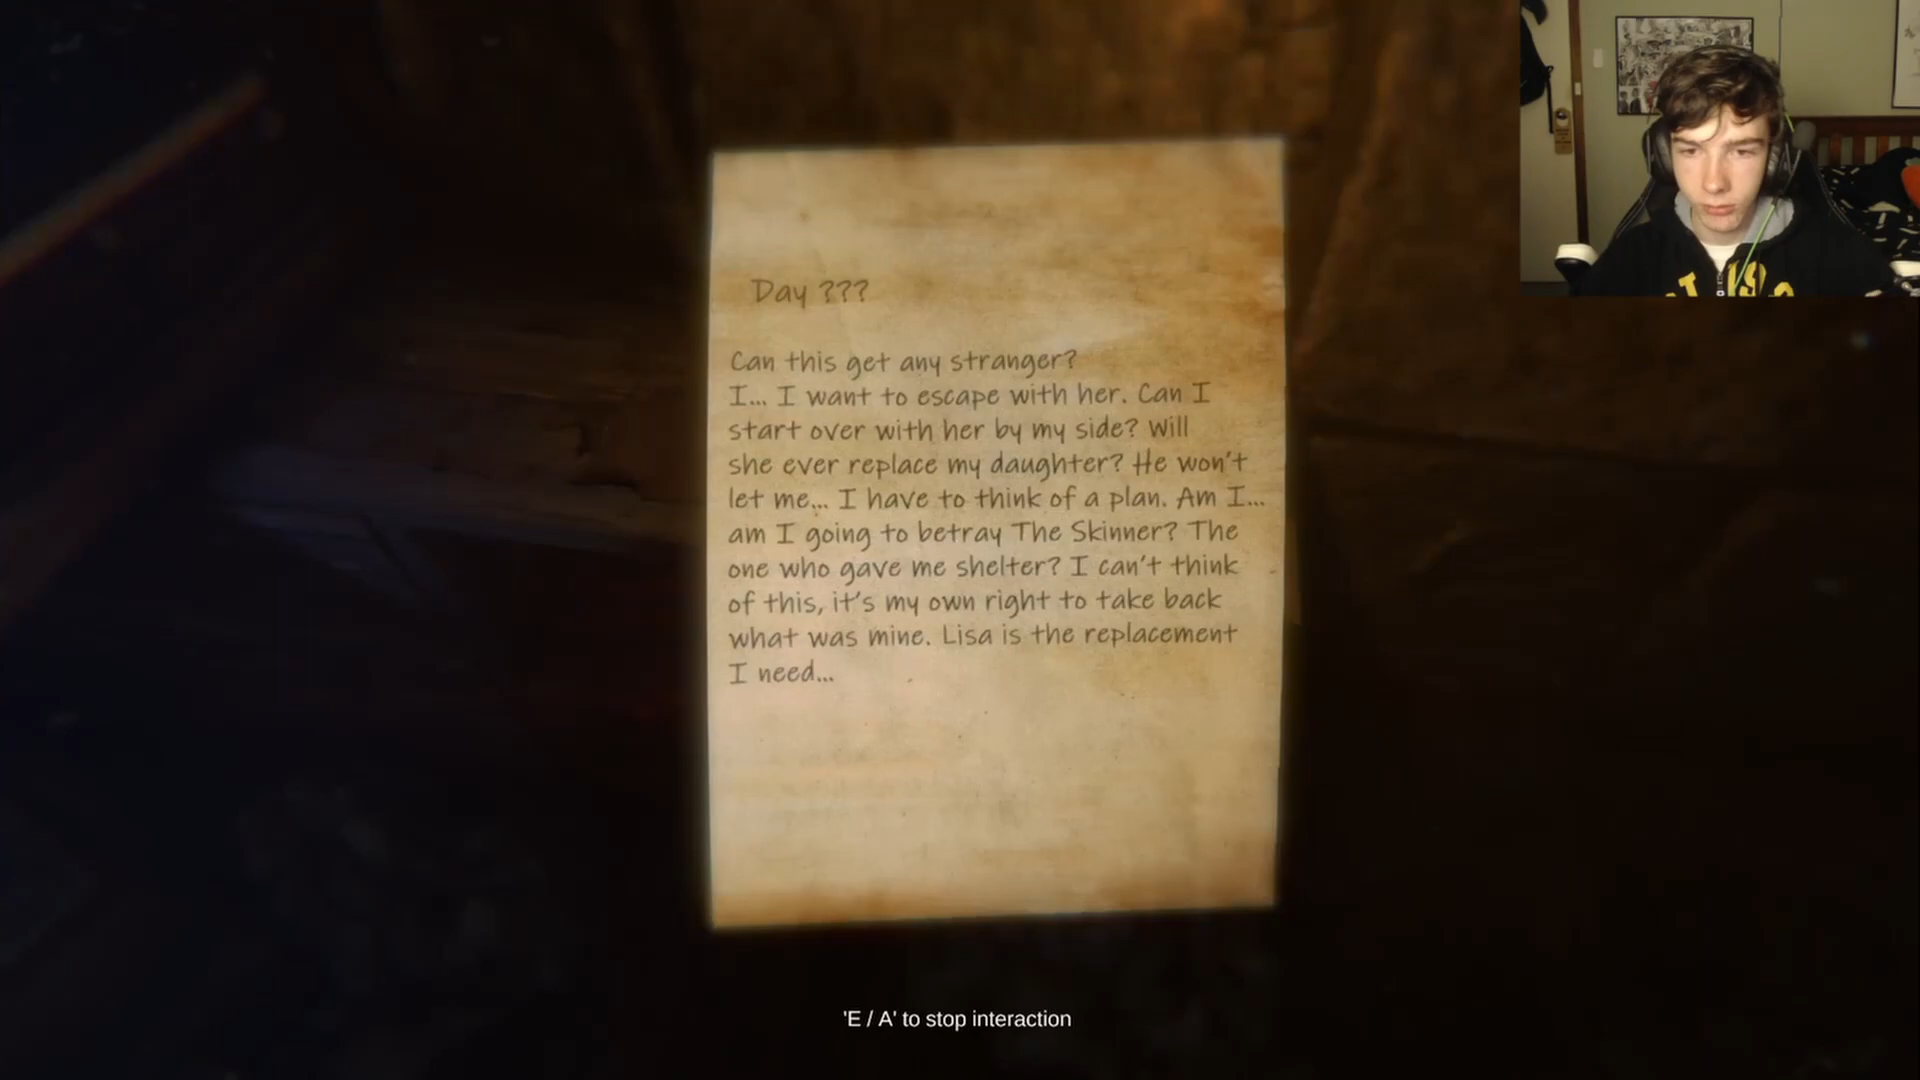 Day ???
Can this get any stranger?
I... I want to escape with her. Can I
start over with her by my side? Will
she ever replace my daughter? He won't
let me... I have to think of a plan. Am I...
am I going to betray The Skinner? The
one who gave me shelter? I can't think
of this, it's my own right to take back
what was mine. Lisa is the replacement
I need...
'E / A' to stop interaction